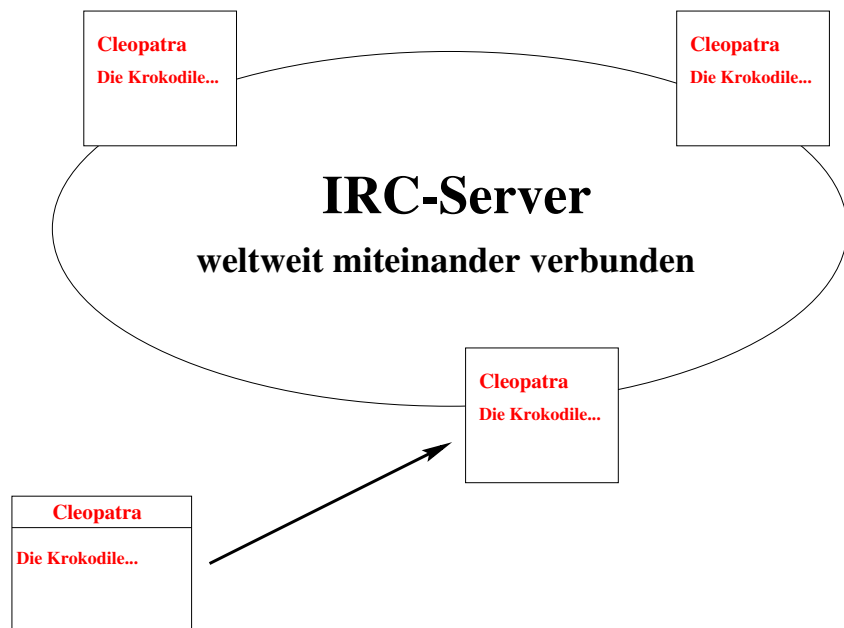 Cleopatra
Die Krokodile...
Cleopatra
Die Krokodile...
IRC-Server
weltweit miteinander verbunden
Cleopatra
Die Krokodile...
Cleopatra
Die Krokodile...